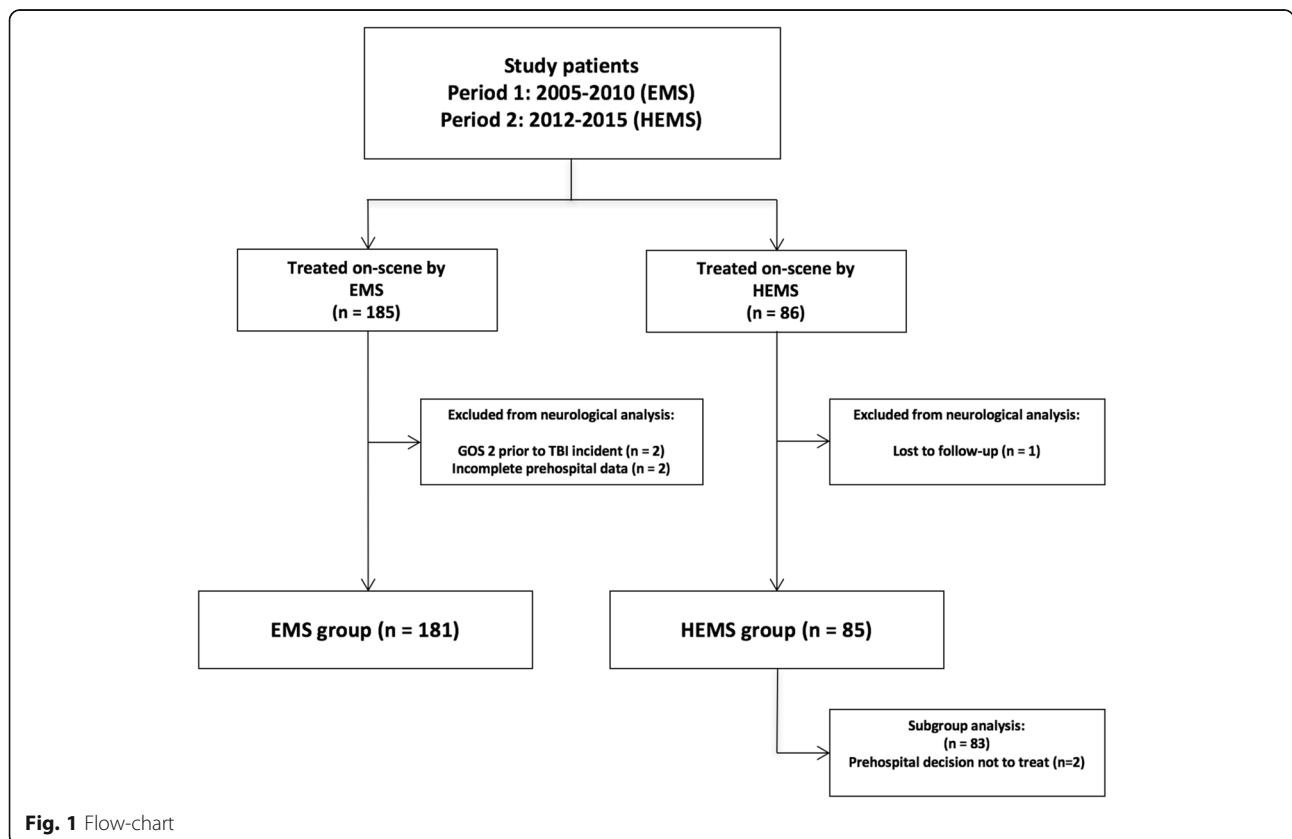 Study patients
Period 1: 2005-2010 (EMS)
Period 2: 2012-2015 (HEMS)
Treated on-scene by
EMS
(n = 185)
Treated on-scene by
HEMS
(n = 86)
Excluded from neurological analysis:
GOS 2 prior to TBI incident (n = 2)
Incomplete prehospital data (n = 2)
Excluded from neurological analysis:
Lost to follow-up (n = 1)
EMS group (n = 181)
HEMS group (n = 85)
Subgroup analysis:
(n = 83)
Prehospital decision not to treat (n=2)
Fig. 1 Flow-chart